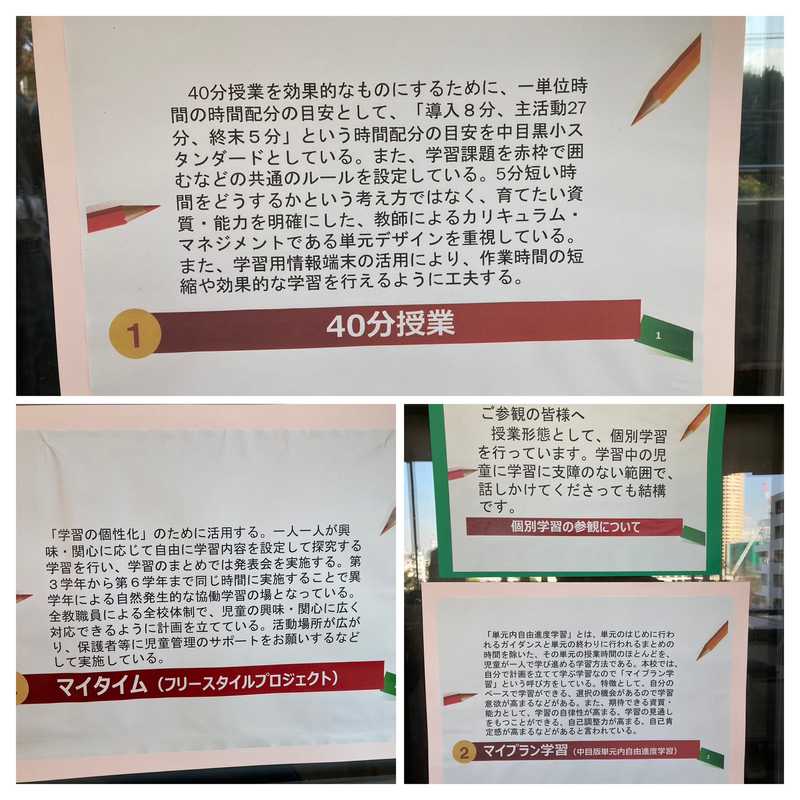 40分授業を効果的なものにするために、一単位時
間の時間配分の目安として、「導入８分、主活動27
分、終末５分」という時間配分の目安を中目黒小ス
タンダードとしている。また、学習課題を赤枠で囲
むなどの共通のルールを設定している。5分短い時
間をどうするかという考え方ではなく、育てたい資
質・能力を明確にした、教師によるカリキュラム・
マネジメントである単元デザインを重視している。
また、学習用情報端末の活用により、作業時間の短
縮や効果的な学習を行えるように工夫する。
1
40分授業
1
「学習の個性化」のために活用する。一人一人が興
味・関心に応じて自由に学習内容を設定して探究する
学習を行い、学習のまとめでは発表会を実施する。第
３学年から第６学年まで同じ時間に実施することで異
学年による自然発生的な協働学習の場となっている。
全教職員による全校体制で、児童の興味・関心に広く
対応できるように計画を立てている。活動場所が広が
り、保護者等に児童管理のサポートをお願いするなど
して実施している。
マイタイム（フリースタイルプロジェクト）
ご参観の皆様へ
授業形態として、個別学習
を行っています。学習中の児
童に学習に支障のない範囲で、
話しかけてくださっても結構
です。
個別学習の参観について
「単元内自由進度学習」とは、単元のはじめに行わ
れるガイダンスと単元の終わりに行われるまとめの
時間を除いた、その単元の授業時間のほとんどを、
児童が一人で学び進める学習方法である。本校では、
自分で計画を立てて学ぶ学習なので「マイプラン学
習」という呼び方をしている。特徴として、自分の
ペースで学習ができる、選択の機会があるので学習
意欲が高まるなどがある。また、期待できる資質・
能力として、学習の自律性が高まる、学習の見通し
をもつことができる、自己調整力が高まる、自己肯
定感が高まるなどがあると言われている。
2
マイプラン学習（中目版単元内自由進度学習）